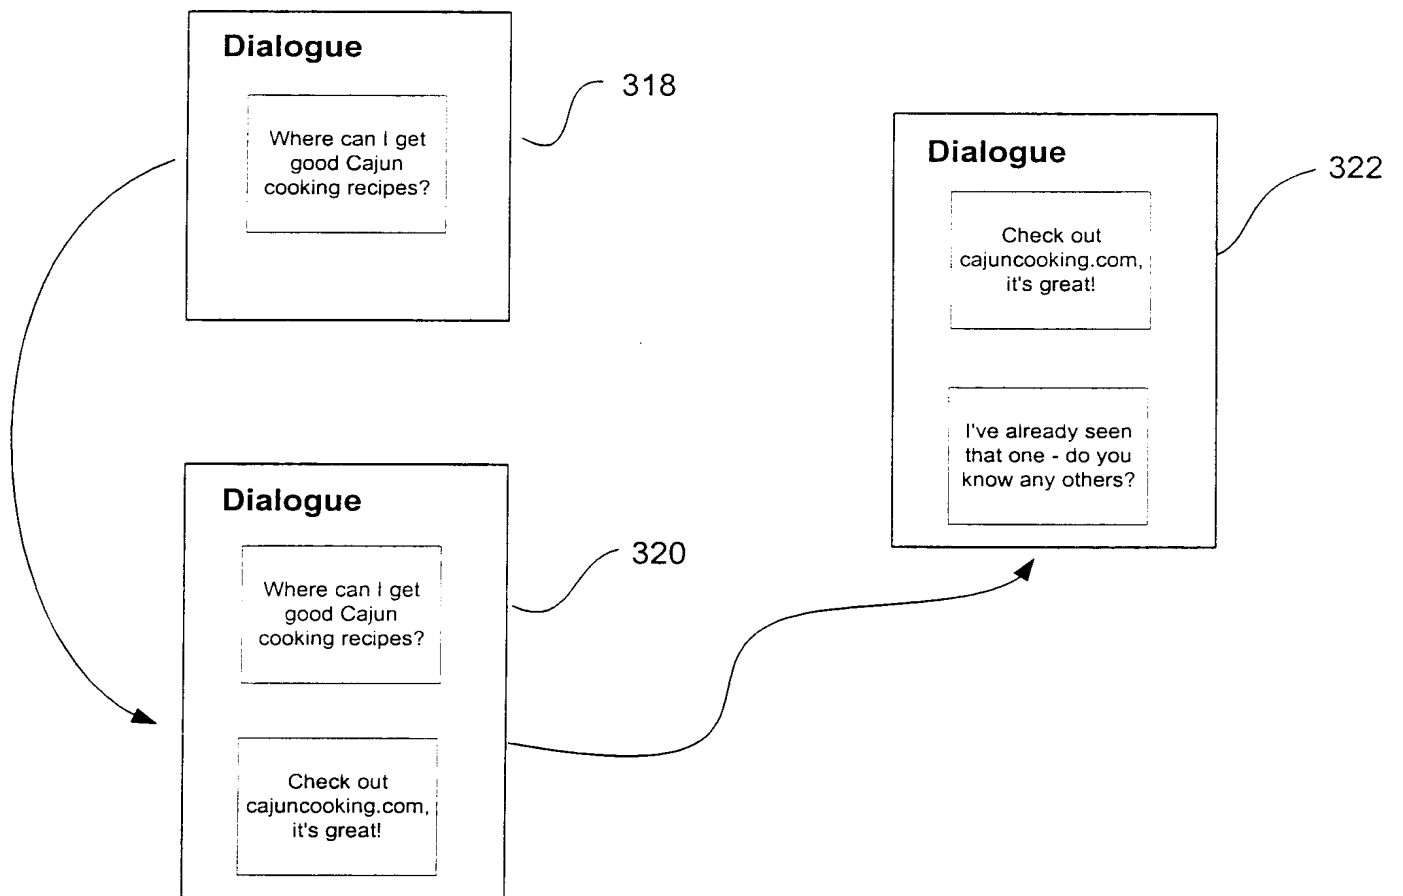 Dialogue
Where can I get
good Cajun
cooking recipes?
318
Dialogue
Where can I get
good Cajun
cooking recipes?
Check out
cajuncooking.com,
it's great!
320
Dialogue
Check out
cajuncooking.com,
it's great!
I've already seen
that one - do you
know any others?
322